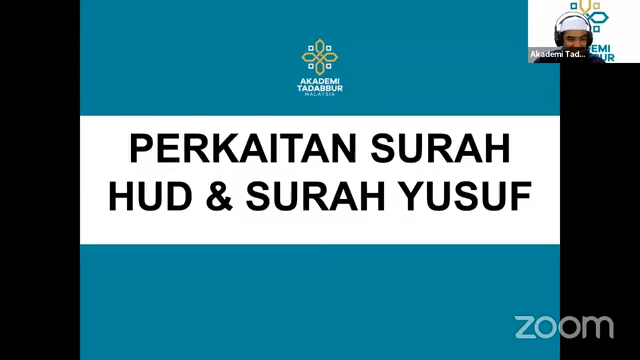 AKADEMI
TADABBUR
MALAYSIA
PERKAITAN SURAH
HUD & SURAH YUSUF
Akademi Tad...
zoom